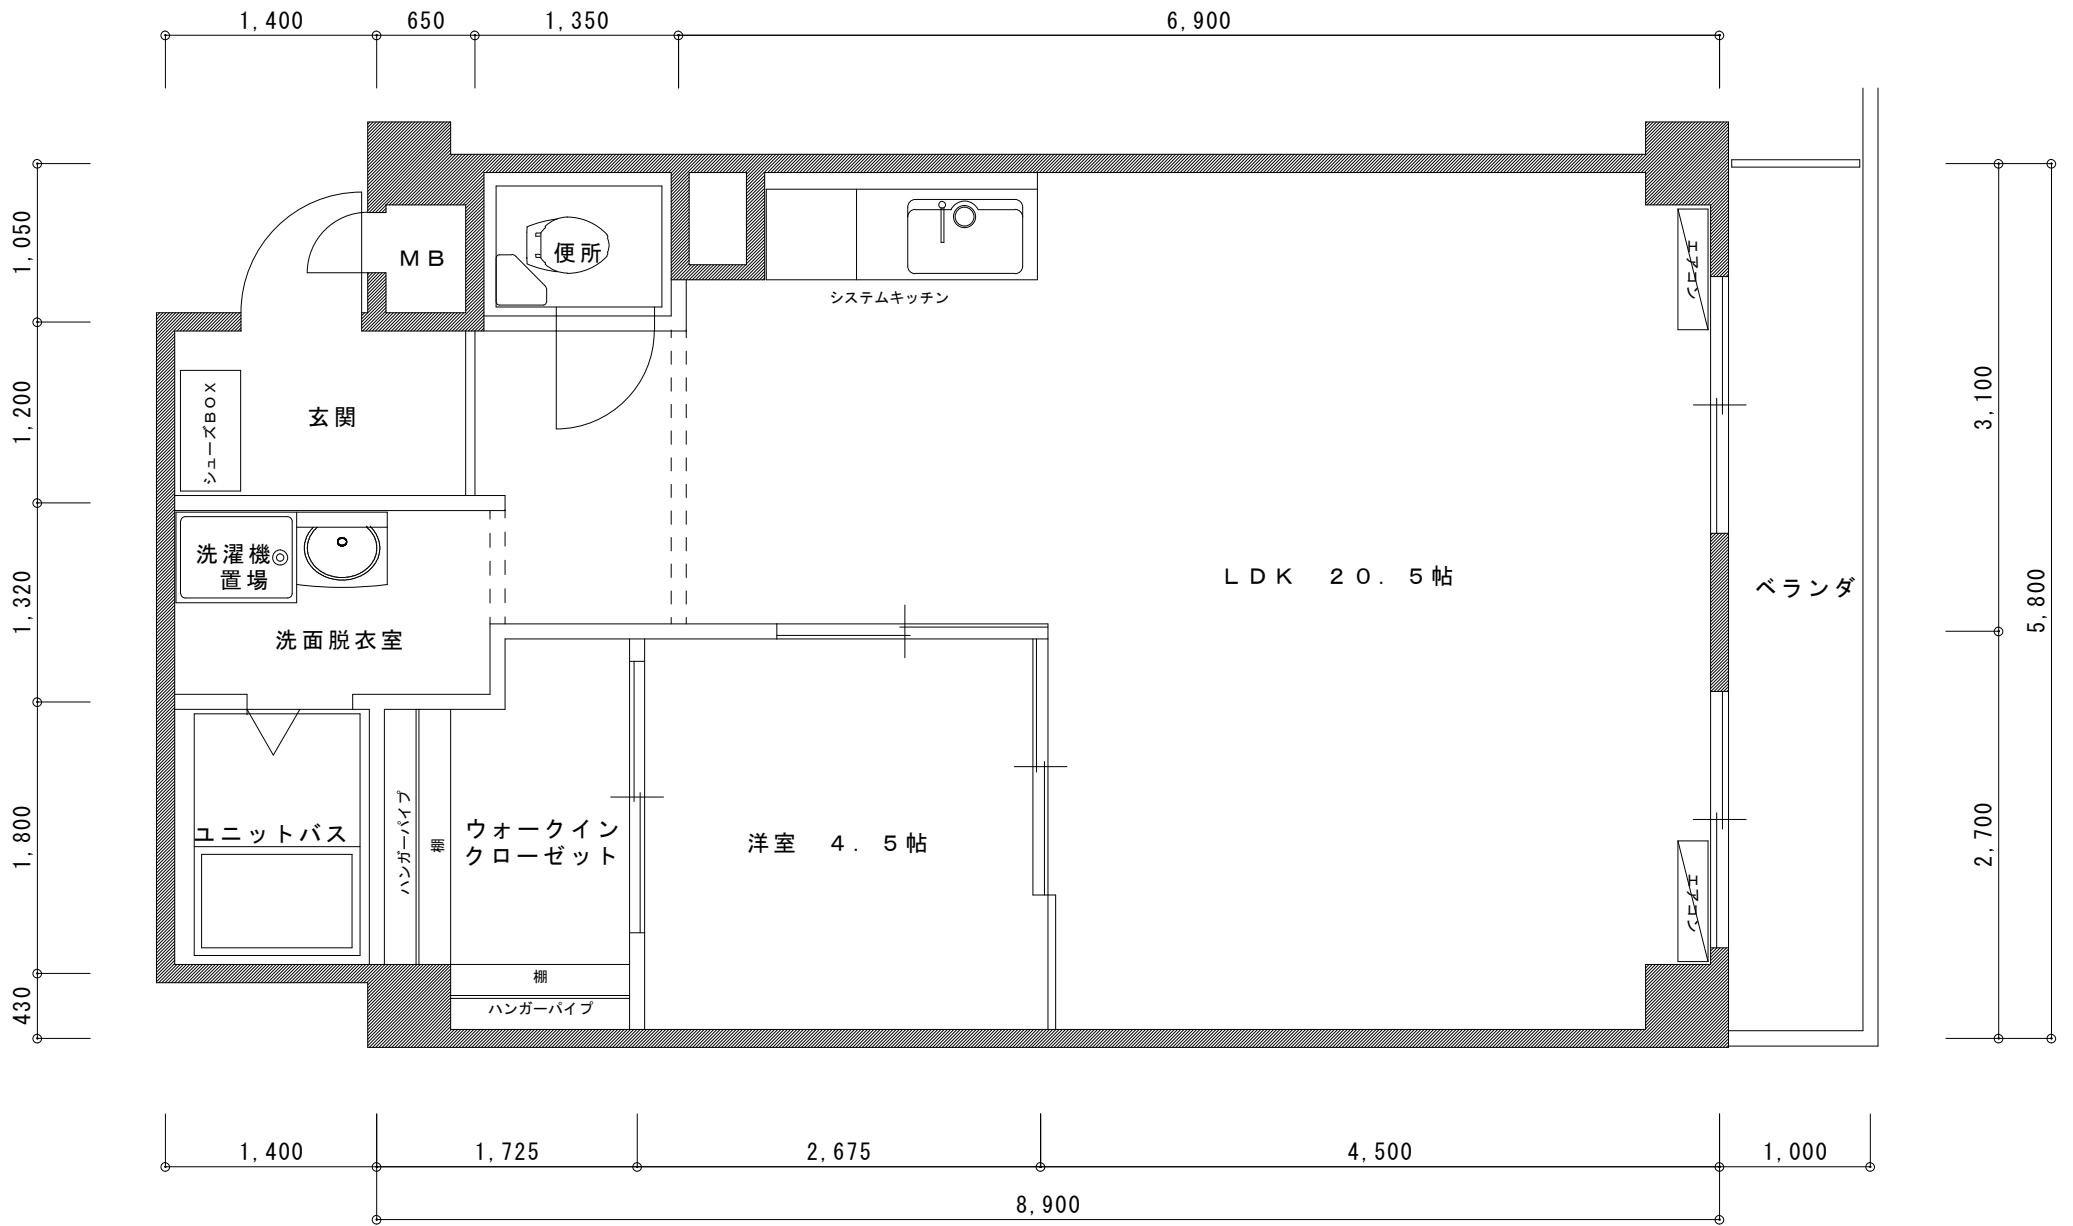 1,400
650
1,350
6,900
1,050
1,200
1,320
1,800
430
MB
便所
システムキッチン
エアコン
シューズBOX
玄関
3,100
洗濯機
置場
洗面脱衣室
LDK 20.5帖
ベランダ
5,800
ユニットバス
ハンガーパイプ
棚
ウォークイン
クローゼット
洋室 4.5帖
エアコン
2,700
棚
ハンガーパイプ
1,400
1,725
2,675
4,500
1,000
8,900